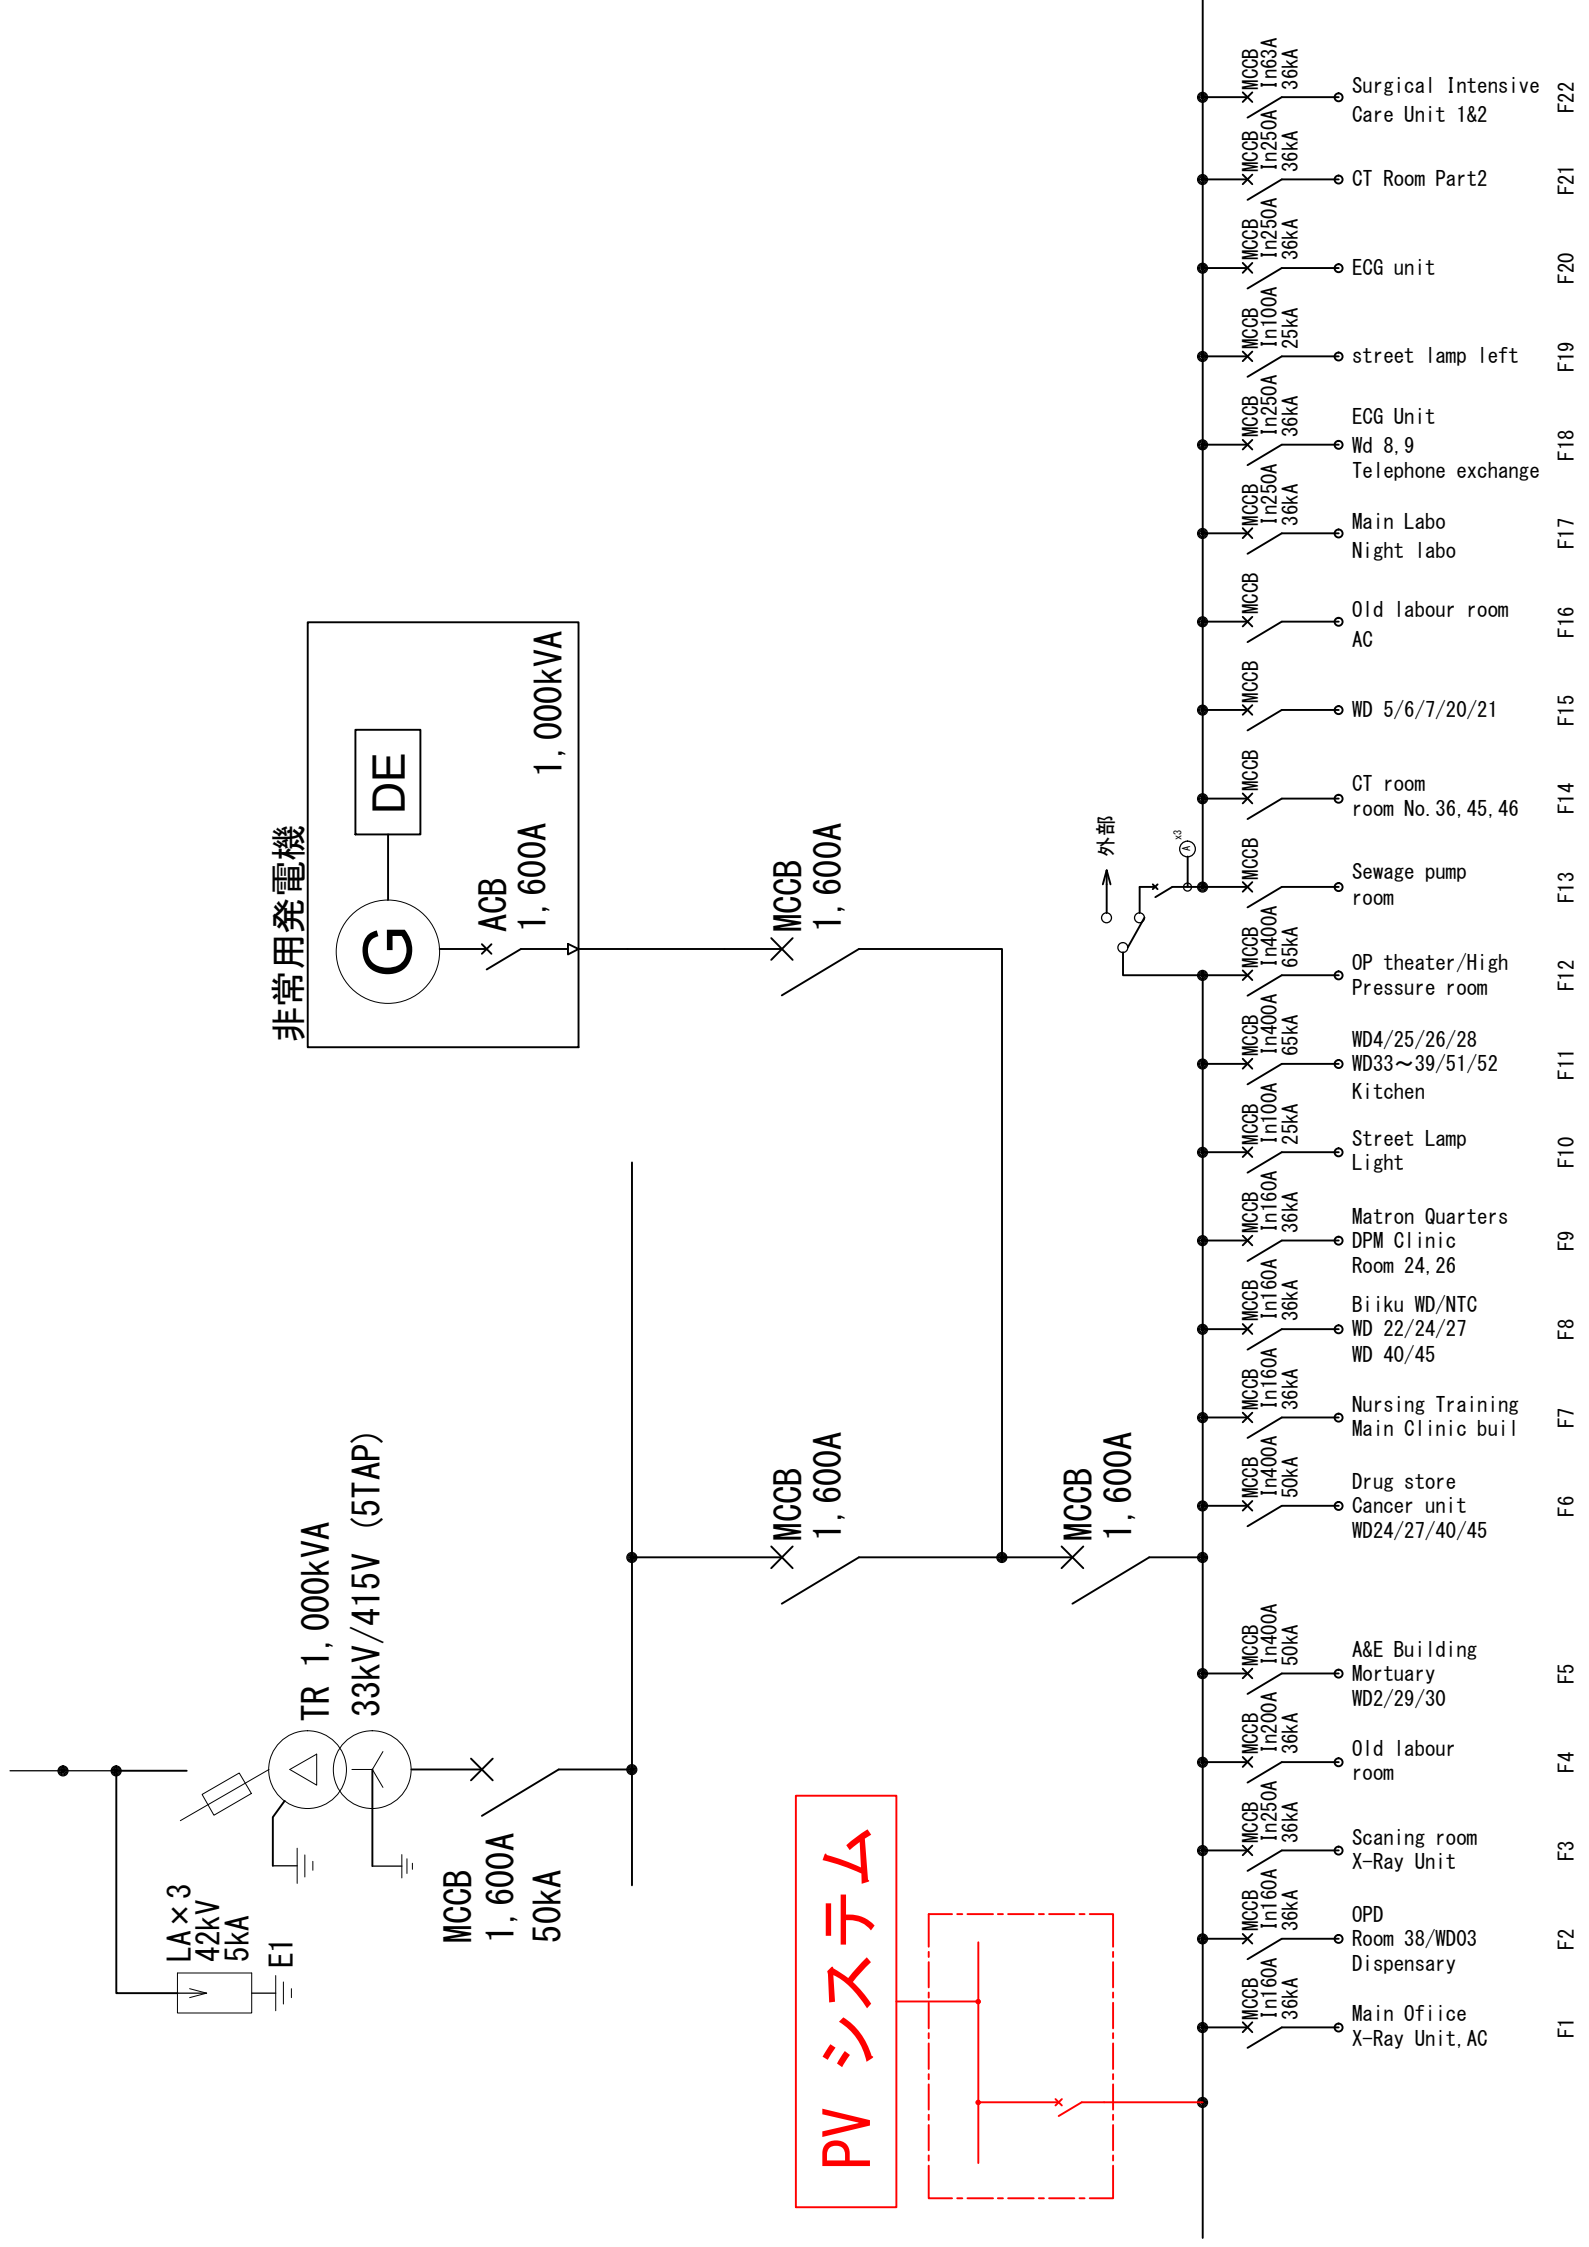 LA×3
42kV
5kA
E1
TR 1,000kVA
33kV/415V (5TAP)
MCCB
1,600A
50kA
非常用発電機
G
DE
ACB
1,600A
1,000kVA
MCCB
1,600A
MCCB
1,600A
MCCB
1,600A
PV システム
外部
A
x3
MCCB
In160A
36kA
Main Ofiice
X-Ray Unit,AC
F1
MCCB
In160A
36kA
OPD
Room 38/WD03
Dispensary
F2
MCCB
In250A
36kA
Scaning room
X-Ray Unit
F3
MCCB
In200A
36kA
Old labour
room
F4
MCCB
In400A
50kA
A&E Building
Mortuary
WD2/29/30
F5
MCCB
In400A
50kA
Drug store
Cancer unit
WD24/27/40/45
F6
MCCB
In160A
36kA
Nursing Training
Main Clinic buil
F7
MCCB
In160A
36kA
Biiku WD/NTC
WD 22/24/27
WD 40/45
F8
MCCB
In160A
36kA
Matron Quarters
DPM Clinic
Room 24,26
F9
MCCB
In100A
25kA
Street Lamp
Light
F10
MCCB
In400A
65kA
WD4/25/26/28
WD33～39/51/52
Kitchen
F11
MCCB
In400A
65kA
OP theater/High
Pressure room
F12
MCCB
Sewage pump
room
F13
MCCB
CT room
room No.36,45,46
F14
MCCB
WD 5/6/7/20/21
F15
MCCB
Old labour room
AC
F16
MCCB
In250A
36kA
Main Labo
Night labo
F17
MCCB
In250A
36kA
ECG Unit
Wd 8,9
Telephone exchange
F18
MCCB
In100A
25kA
street lamp left
F19
MCCB
In250A
36kA
ECG unit
F20
MCCB
In250A
36kA
CT Room Part2
F21
MCCB
In63A
36kA
Surgical Intensive
Care Unit 1&2
F22